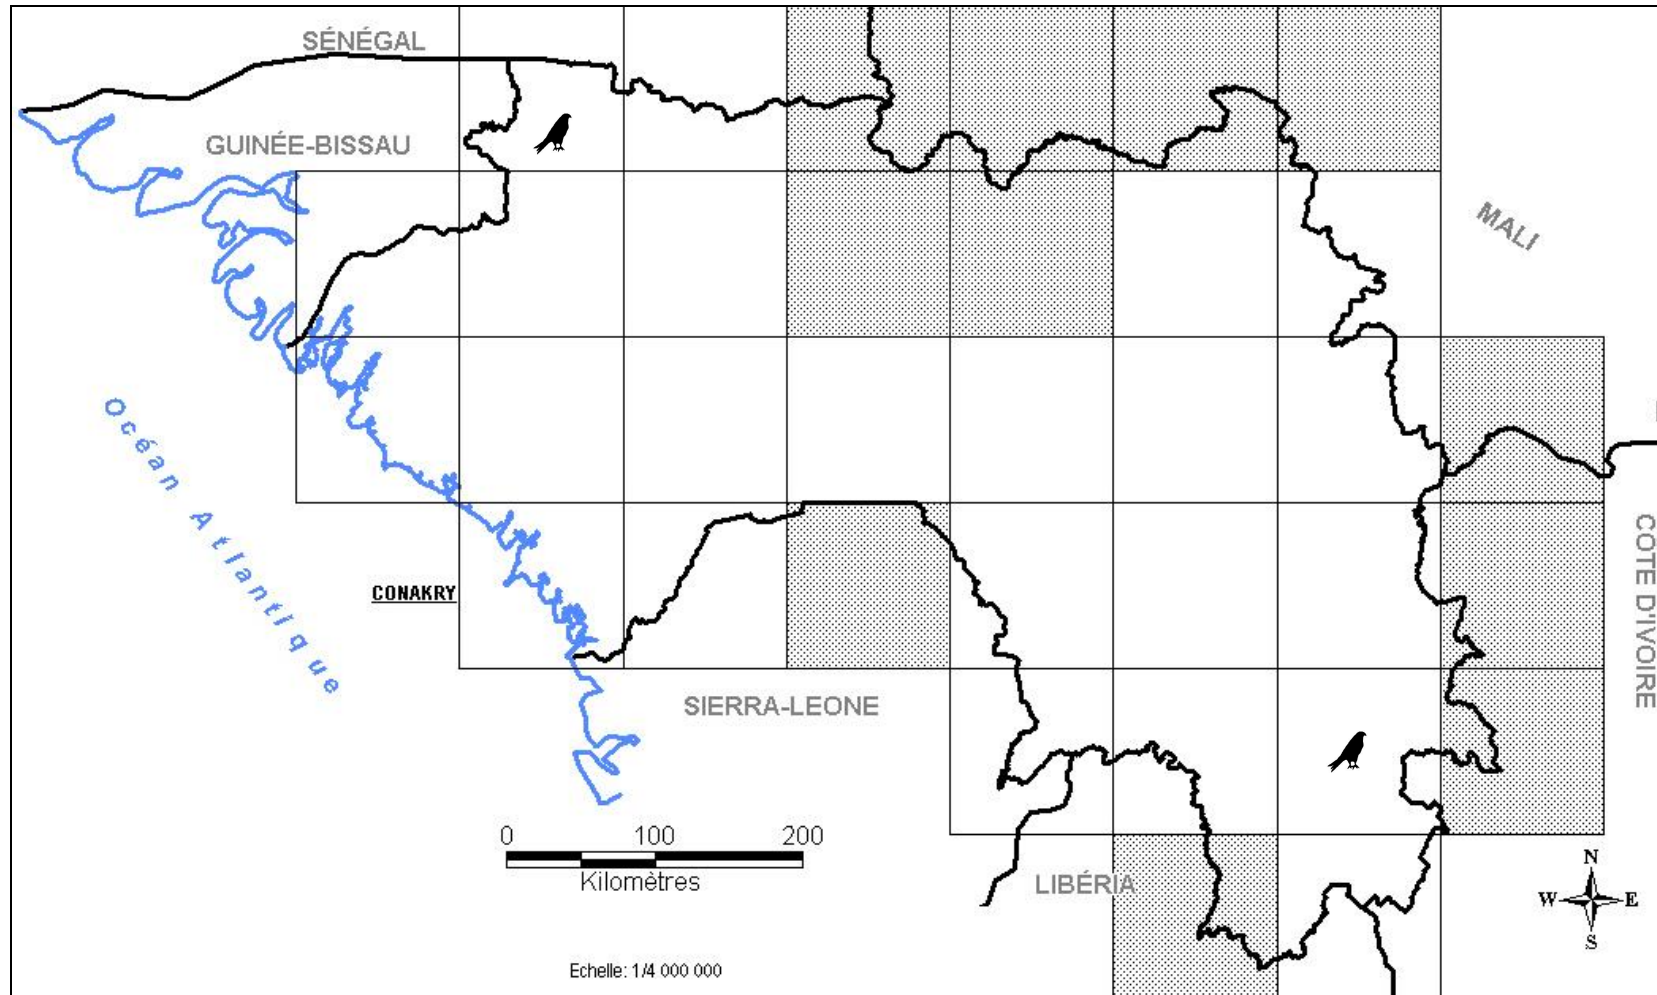 SÉNÉGAL
GUINÉE-BISSAU
MALI
Océan Atlantique
CONAKRY
CÔTE D'IVOIRE
SIERRA-LEONE
0 100 200
Kilomètres
LIBÉRIA
N
W E
S
Echelle: 1/4 000 000